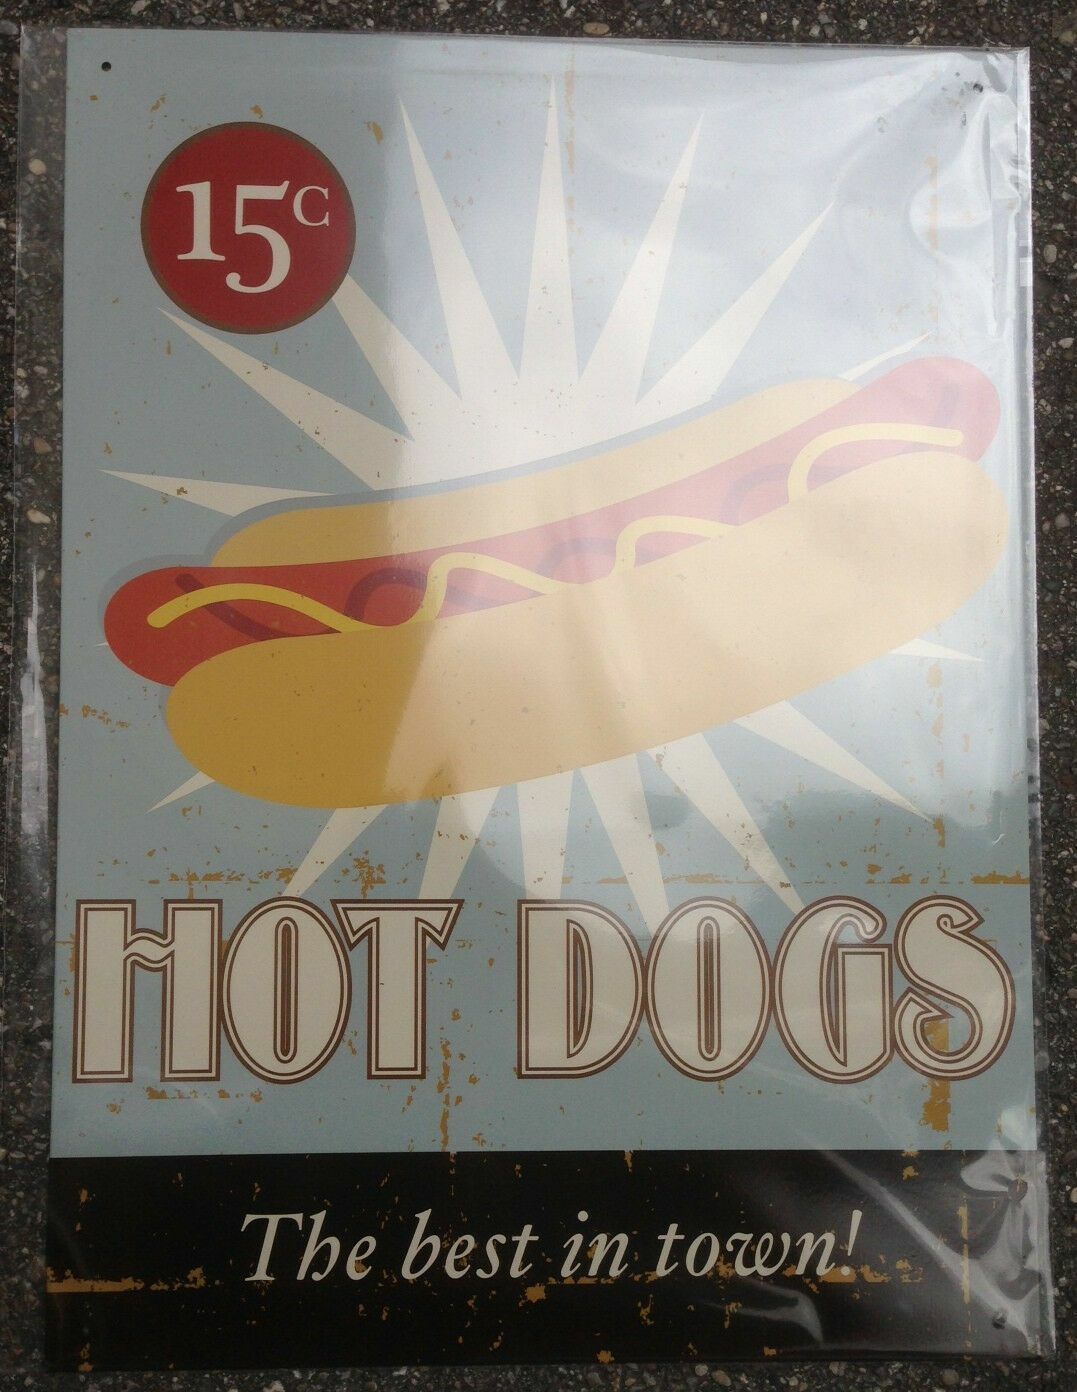 15c
HOT DOGS
The best in town!